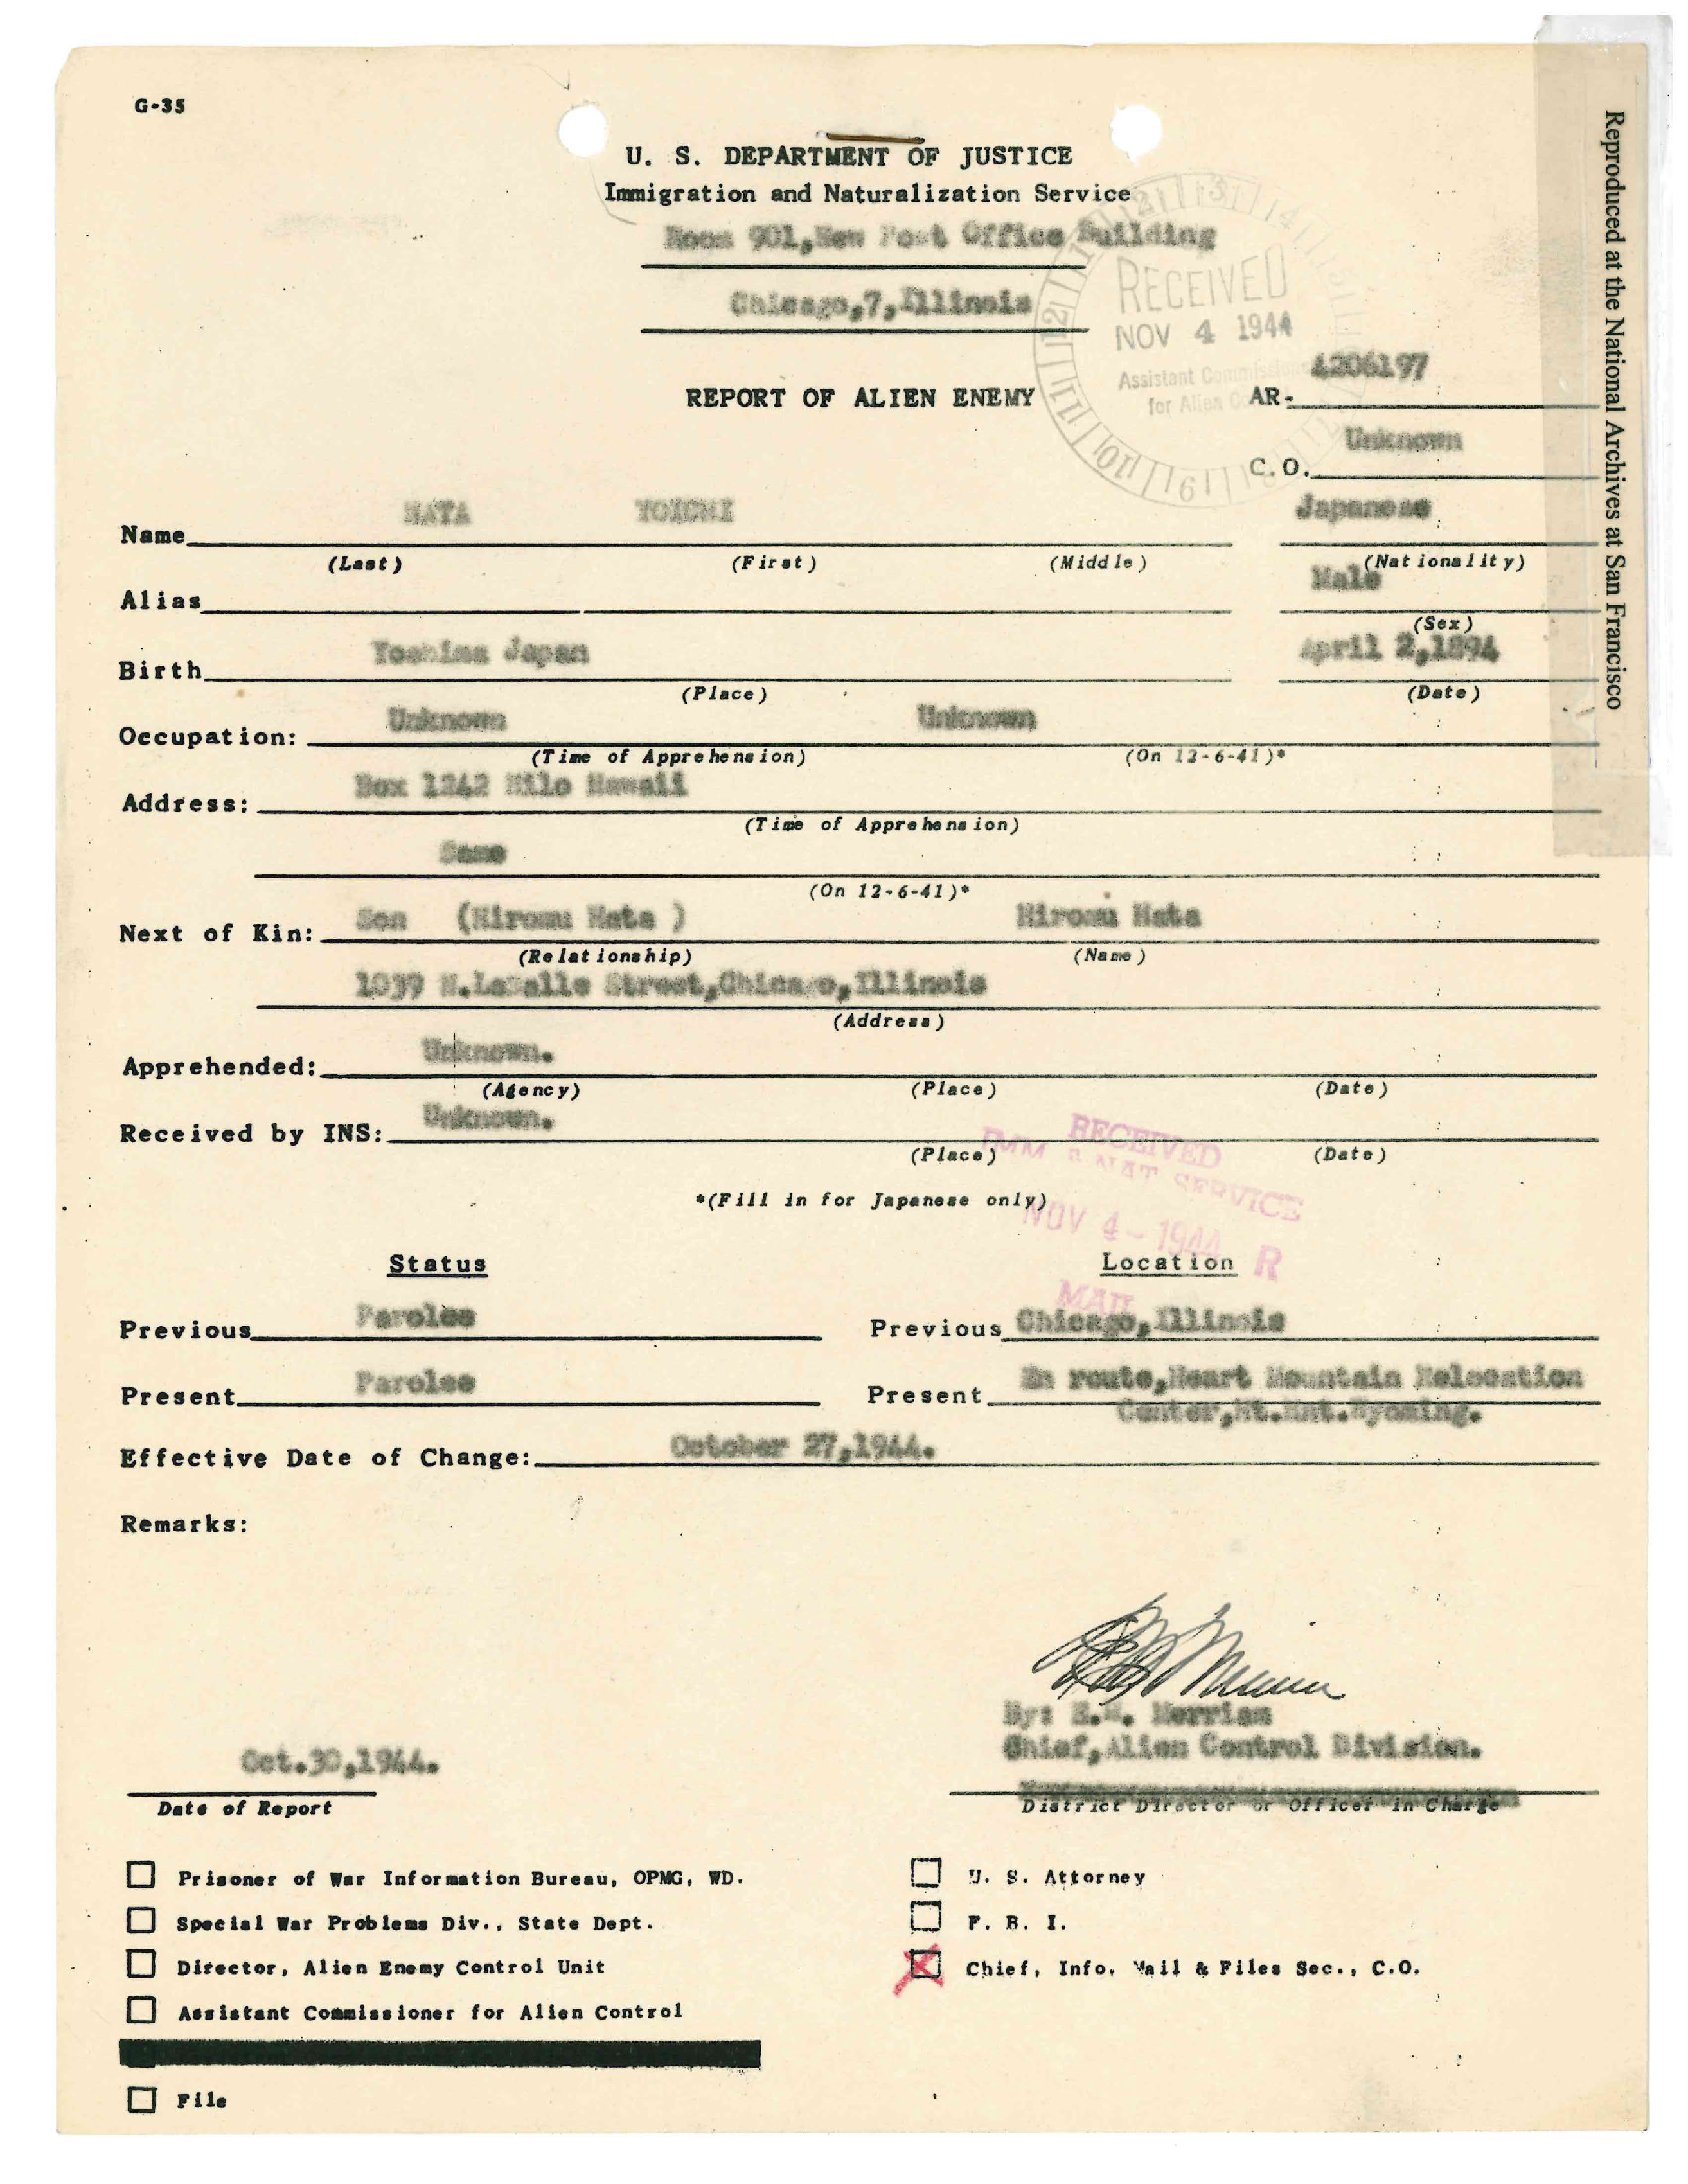 G-35
U. S. DEPARTMENT OF JUSTICE
Immigration and Naturalization Service
Room 901,New Post Office Building
Chicago,7,Illinois
RECEIVED
NOV 4 1944
Assistant Commissioner
for Alien
REPORT OF ALIEN ENEMY
AR- 4206197
C.O. Unknown
Name HATA YOICHI Japanese
(Last) (First) (Middle) (Nationality)
Alias Male
(Sex)
Birth Japan April 2,1894
(Place) (Date)
Occupation: Unknown Unknown
(Time of Apprehension) (On 12-6-41)*
Address: Box 1242 Hilo Hawaii
(Time of Apprehension)
Same
(On 12-6-41)*
Next of Kin: Son (Hiromu Hata ) Hiromu Hata
(Relationship) (Name)
1039 N.LaSalle Street,Chicago,Illinois
(Address)
Apprehended: Unknown.
(Agency) (Place) (Date)
Received by INS: Unknown.
(Place) (Date)
RECEIVED
IMM & NAT SERVICE
NOV 4 - 1944 R
MAIL
*(Fill in for Japanese only)
Status Location
Previous Parolee Previous Chicago,Illinois
Present Parolee Present En route,Heart Mountain Relocation
Center,Ht.Mnt.Wyoming.
Effective Date of Change: October 27,1944.
Remarks:
By: Merriam
Chief,Alien Control Division.
Oct.30,1944.
Date of Report District Director or Officer in Charge
Prisoner of War Information Bureau, OPMG, WD. U. S. Attorney
Special War Problems Div., State Dept. F. B. I.
Director, Alien Enemy Control Unit Chief, Info. Mail & Files Sec., C.O.
Assistant Commissioner for Alien Control
File
Reproduced at the National Archives at San Francisco